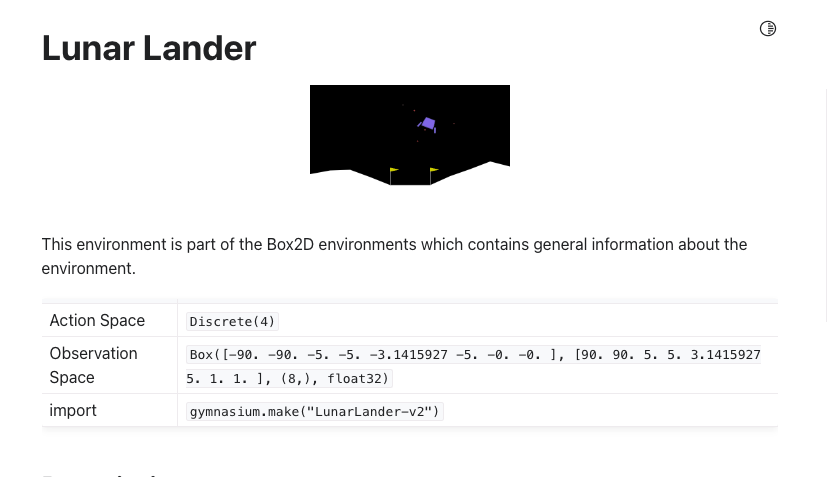 Lunar Lander
This environment is part of the Box2D environments which contains general information about the
environment.
Action Space Discrete(4)
Observation Space Box([-90. -90. -5. -5. -3.1415927 -5. -0. -0. ], [90. 90. 5. 5. 3.1415927
5. 1. 1. ], (8,), float32)
import gymnasium.make("LunarLander-v2")